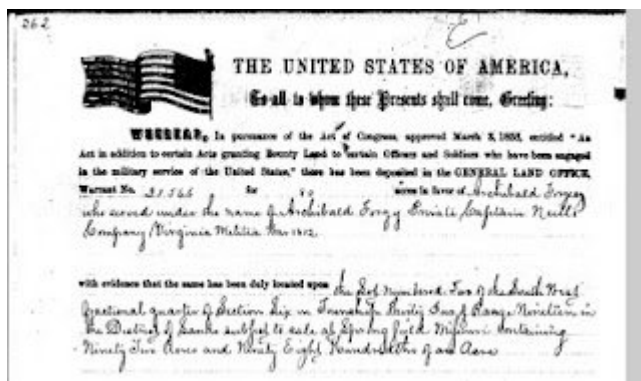 262
THE UNITED STATES OF AMERICA,
To all to whom these Presents shall come, Greeting:
WHEREAS, In pursuance of the Act of Congress, approved March 3, 1855, entitled "An
Act in addition to certain Acts granting Bounty Land to certain Officers and Soldiers who have been engaged
in the military service of the United States," there has been deposited in the GENERAL LAND OFFICE,
Warrant No. for acres in favor of Archibald
who served under the name of Archibald Forgy Private Captain
Company Virginia Militia War 1812
with evidence that the same has been duly located upon the Lot numbered Two of the South West
fractional quarter of Section Six in Township Thirty Two of Range Nineteen in
the District of Lands subject to sale at Springfield Missouri containing
Ninety Two Acres and Ninety Eight Hundredths of an Acre